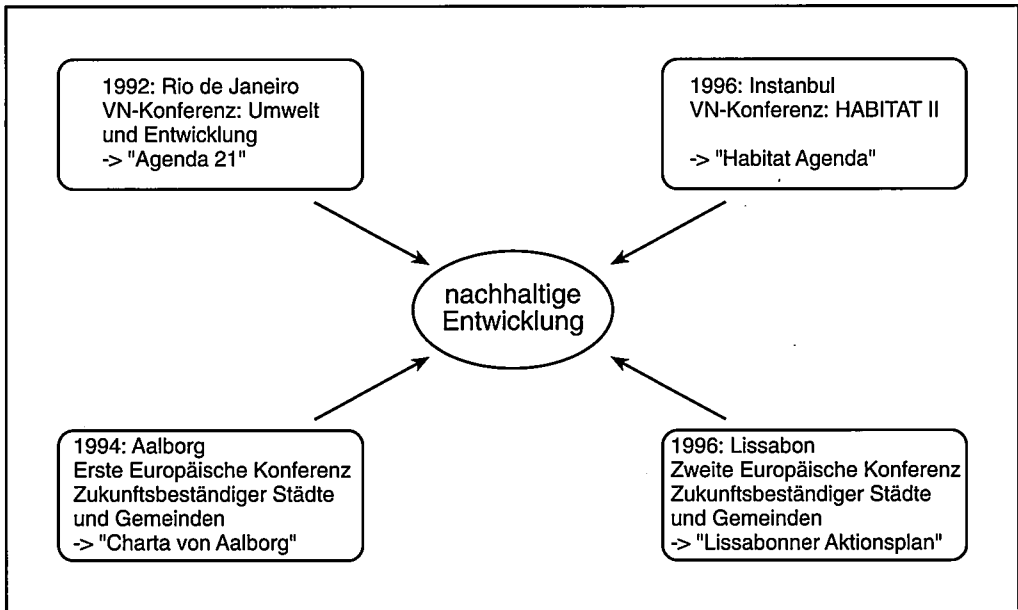 1992: Rio de Janeiro
VN-Konferenz: Umwelt
und Entwicklung
-> "Agenda 21"
1996: Instanbul
VN-Konferenz: HABITAT II
-> "Habitat Agenda"
nachhaltige
Entwicklung
1994: Aalborg
Erste Europäische Konferenz
Zukunftsbeständiger Städte
und Gemeinden
-> "Charta von Aalborg"
1996: Lissabon
Zweite Europäische Konferenz
Zukunftsbeständiger Städte
und Gemeinden
-> "Lissabonner Aktionsplan"